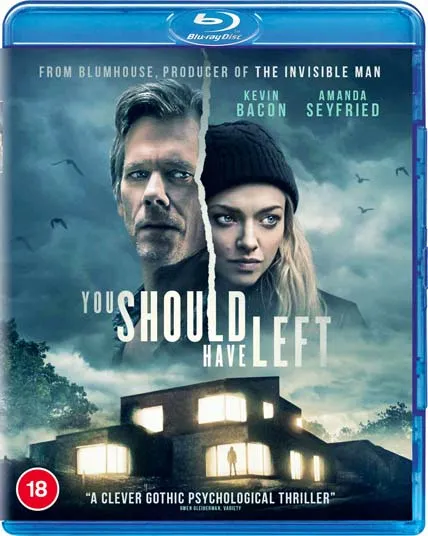 Blu-ray Disc
FROM BLUMHOUSE, PRODUCER OF THE INVISIBLE MAN
KEVIN BACON
AMANDA SEYFRIED
YOU SHOULD
HAVE LEFT
18
"A CLEVER GOTHIC PSYCHOLOGICAL THRILLER"
OWEN GLEIBERMAN, VARIETY